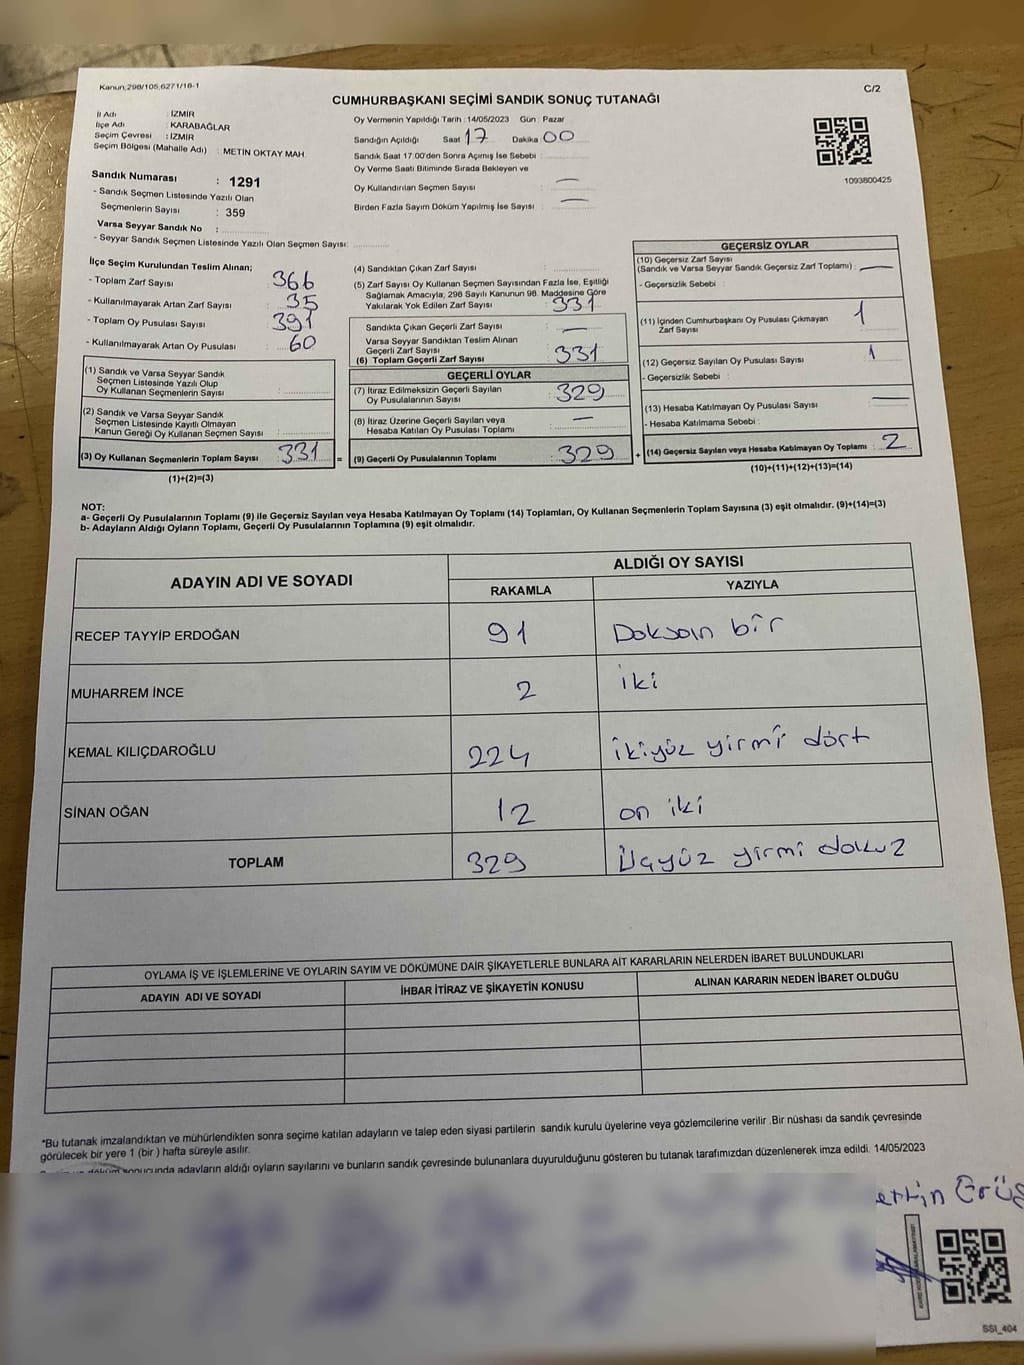 Kanun;298/105,6271/18-1
C/2
CUMHURBAŞKANI SEÇİMİ SANDIK SONUÇ TUTANAĞI
İl Adı : İZMİR
İlçe Adı : KARABAĞLAR
Seçim Çevresi : İZMİR
Seçim Bölgesi (Mahalle Adı) : METİN OKTAY MAH
Oy Vermenin Yapıldığı Tarih :14/05/2023 Gün : Pazar
Sandığın Açıldığı Saat 17 Dakika 00
Sandık Saat 17:00'den Sonra Açımış İse Sebebi :
Oy Verme Saati Bitiminde Sırada Bekleyen ve
Oy Kullandırılan Seçmen Sayısı : —
Birden Fazla Sayım Döküm Yapılmış İse Sayısı : —
1093800425
Sandık Numarası : 1291
- Sandık Seçmen Listesinde Yazılı Olan
Seçmenlerin Sayısı : 359
Varsa Seyyar Sandık No :
- Seyyar Sandık Seçmen Listesinde Yazılı Olan Seçmen Sayısı:
İlçe Seçim Kurulundan Teslim Alınan;
- Toplam Zarf Sayısı : 366
- Kullanılmayarak Artan Zarf Sayısı : 35
- Toplam Oy Pusulası Sayısı : 391
- Kullanılmayarak Artan Oy Pusulası : 60
(1) Sandık ve Varsa Seyyar Sandık
Seçmen Listesinde Yazılı Olup
Oy Kullanan Seçmenlerin Sayısı :
(2) Sandık ve Varsa Seyyar Sandık
Seçmen Listesinde Kayıtlı Olmayan
Kanun Gereği Oy Kullanan Seçmen Sayısı :
(3) Oy Kullanan Seçmenlerin Toplam Sayısı : 331 =
(1)+(2)=(3)
(4) Sandıktan Çıkan Zarf Sayısı :
(5) Zarf Sayısı Oy Kullanan Seçmen Sayısından Fazla İse, Eşitliği
Sağlamak Amacıyla; 298 Sayılı Kanunun 98. Maddesine Göre
Yakılarak Yok Edilen Zarf Sayısı : 331
Sandıkta Çıkan Geçerli Zarf Sayısı : —
Varsa Seyyar Sandıktan Teslim Alınan
Geçerli Zarf Sayısı
(6) Toplam Geçerli Zarf Sayısı : 331
GEÇERLİ OYLAR
(7) İtiraz Edilmeksizin Geçerli Sayılan
Oy Pusulalarının Sayısı : 329
(8) İtiraz Üzerine Geçerli Sayılan veya
Hesaba Katılan Oy Pusulası Toplamı : —
(9) Geçerli Oy Pusulalarının Toplamı : 329 +
GEÇERSİZ OYLAR
(10) Geçersiz Zarf Sayısı
(Sandık ve Varsa Seyyar Sandık Geçersiz Zarf Toplamı) : —
- Geçersizlik Sebebi :
(11) İçinden Cumhurbaşkanı Oy Pusulası Çıkmayan
Zarf Sayısı : 1
(12) Geçersiz Sayılan Oy Pusulası Sayısı : 1
- Geçersizlik Sebebi :
(13) Hesaba Katılmayan Oy Pusulası Sayısı : —
- Hesaba Katılmama Sebebi :
(14) Geçersiz Sayılan veya Hesaba Katılmayan Oy Toplamı : 2
(10)+(11)+(12)+(13)=(14)
NOT:
a- Geçerli Oy Pusulalarının Toplamı (9) ile Geçersiz Sayılan veya Hesaba Katılmayan Oy Toplamı (14) Toplamları, Oy Kullanan Seçmenlerin Toplam Sayısına (3) eşit olmalıdır. (9)+(14)=(3)
b- Adayların Aldığı Oyların Toplamı, Geçerli Oy Pusulalarının Toplamına (9) eşit olmalıdır.
ADAYIN ADI VE SOYADI
ALDIĞI OY SAYISI
RAKAMLA YAZIYLA
RECEP TAYYİP ERDOĞAN 91 Doksan bir
MUHARREM İNCE 2 iki
KEMAL KILIÇDAROĞLU 224 ikiyüz yirmi dört
SİNAN OĞAN 12 on iki
TOPLAM 329 Üçyüz yirmi dokuz
OYLAMA İŞ VE İŞLEMLERİNE VE OYLARIN SAYIM VE DÖKÜMÜNE DAİR ŞİKAYETLERLE BUNLARA AİT KARARLARIN NELERDEN İBARET BULUNDUKLARI
ADAYIN ADI VE SOYADI İHBAR İTİRAZ VE ŞİKAYETİN KONUSU ALINAN KARARIN NEDEN İBARET OLDUĞU
*Bu tutanak imzalandıktan ve mühürlendikten sonra seçime katılan adayların ve talep eden siyasi partilerin sandık kurulu üyelerine veya gözlemcilerine verilir .Bir nüshası da sandık çevresinde
görülecek bir yere 1 (bir ) hafta süreyle asılır.
sonucunda adayların aldığı oyların sayılarını ve bunların sandık çevresinde bulunanlara duyurulduğunu gösteren bu tutanak tarafımızdan düzenlenerek imza edildi. 14/05/2023
SSI_404